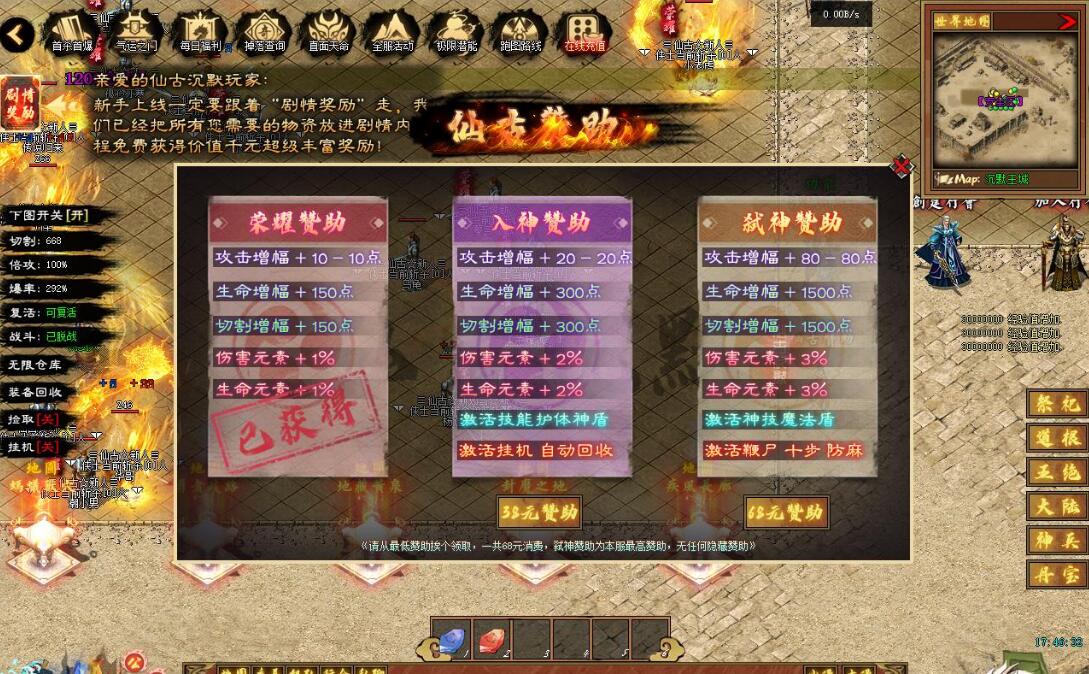 首杀首爆
气运之门
每日福利
掉落查询
直面天命
全服活动
极限潜能
跑图路线
在线充值
0.00B/s
世界地图
Map: 沉默主城
剧情奖励
120亲爱的仙古沉默玩家:
新手上线一定要跟着“剧情奖励”走，我
们已经把所有您需要的物资放进剧情内
程免费获得价值千元超级丰富奖励!
仙古赞助
下图开关[开]
切割: 668
倍攻: 100%
爆率: 292%
复活: 可复活
战斗: 已脱战
无限仓库
装备回收
拾取[关]
挂机[关]
荣耀赞助
攻击增幅＋10－10点
生命增幅＋150点
切割增幅＋150点
伤害元素＋1%
生命元素＋1%
已获得
入神赞助
攻击增幅＋20－20点
生命增幅＋300点
切割增幅＋300点
伤害元素＋2%
生命元素＋2%
激活技能护体神盾
激活挂机 自动回收
38元赞助
弑神赞助
攻击增幅＋80－80点
生命增幅＋1500点
切割增幅＋1500点
伤害元素＋3%
生命元素＋3%
激活神技魔法盾
激活鞭尸 十步 防麻
68元赞助
《请从最低赞助挨个领取，一共68元消费，弑神赞助为本服最高赞助，无任何隐藏赞助》
祭祀
道根
王绝
大陆
神兵
丹宝
1
2
3
4
5
17:46:32